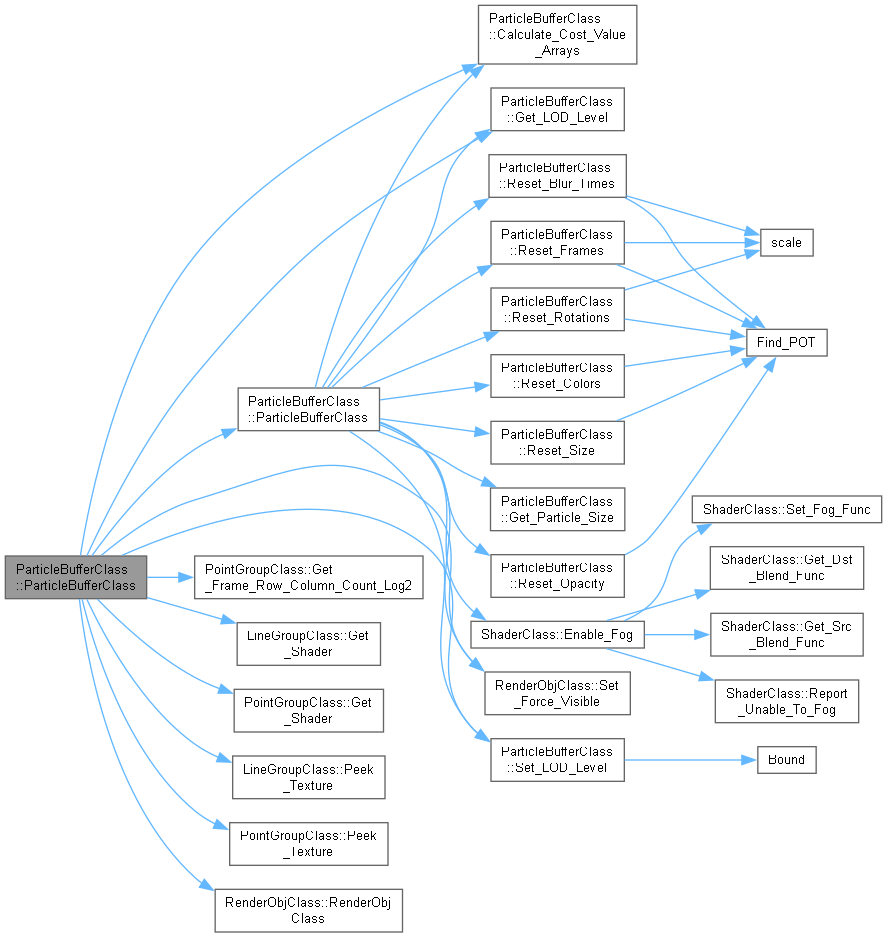 ParticleBufferClass
::Calculate_Cost_Value
_Arrays
ParticleBufferClass
::Get_LOD_Level
ParticleBufferClass
::Reset_Blur_Times
ParticleBufferClass
::Reset_Frames
scale
ParticleBufferClass
::Reset_Rotations
Find_POT
ParticleBufferClass
::Reset_Colors
ParticleBufferClass
::ParticleBufferClass
ParticleBufferClass
::Reset_Size
ParticleBufferClass
::Get_Particle_Size
ShaderClass::Set_Fog_Func
ParticleBufferClass
::ParticleBufferClass
PointGroupClass::Get
_Frame_Row_Column_Count_Log2
ParticleBufferClass
::Reset_Opacity
ShaderClass::Get_Dst
_Blend_Func
LineGroupClass::Get
_Shader
ShaderClass::Enable_Fog
ShaderClass::Get_Src
_Blend_Func
PointGroupClass::Get
_Shader
RenderObjClass::Set
_Force_Visible
ShaderClass::Report
_Unable_To_Fog
LineGroupClass::Peek
_Texture
ParticleBufferClass
::Set_LOD_Level
Bound
PointGroupClass::Peek
_Texture
RenderObjClass::RenderObj
Class